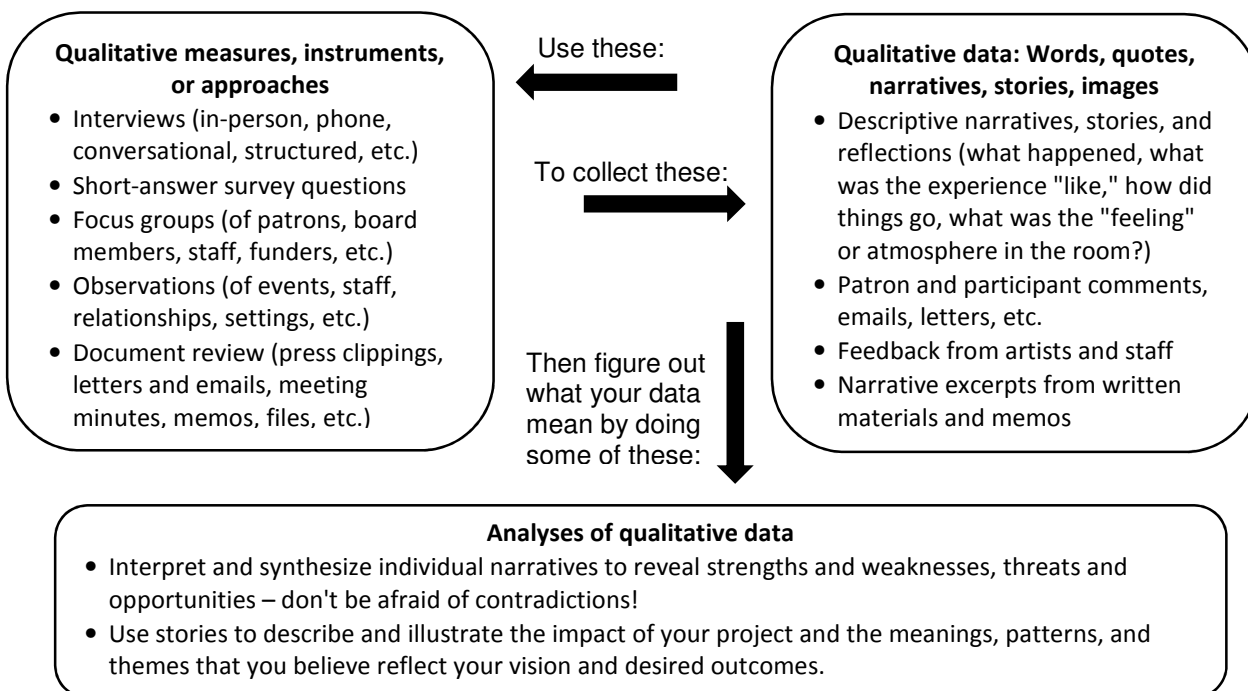 Qualitative measures, instruments,
or approaches
• Interviews (in-person, phone,
conversational, structured, etc.)
• Short-answer survey questions
• Focus groups (of patrons, board
members, staff, funders, etc.)
• Observations (of events, staff,
relationships, settings, etc.)
• Document review (press clippings,
letters and emails, meeting
minutes, memos, files, etc.)
Use these:
To collect these:
Qualitative data: Words, quotes,
narratives, stories, images
• Descriptive narratives, stories, and
reflections (what happened, what
was the experience "like," how did
things go, what was the "feeling"
or atmosphere in the room?)
• Patron and participant comments,
emails, letters, etc.
• Feedback from artists and staff
• Narrative excerpts from written
materials and memos
Then figure out
what your data
mean by doing
some of these:
Analyses of qualitative data
• Interpret and synthesize individual narratives to reveal strengths and weaknesses, threats and
opportunities – don't be afraid of contradictions!
• Use stories to describe and illustrate the impact of your project and the meanings, patterns, and
themes that you believe reflect your vision and desired outcomes.